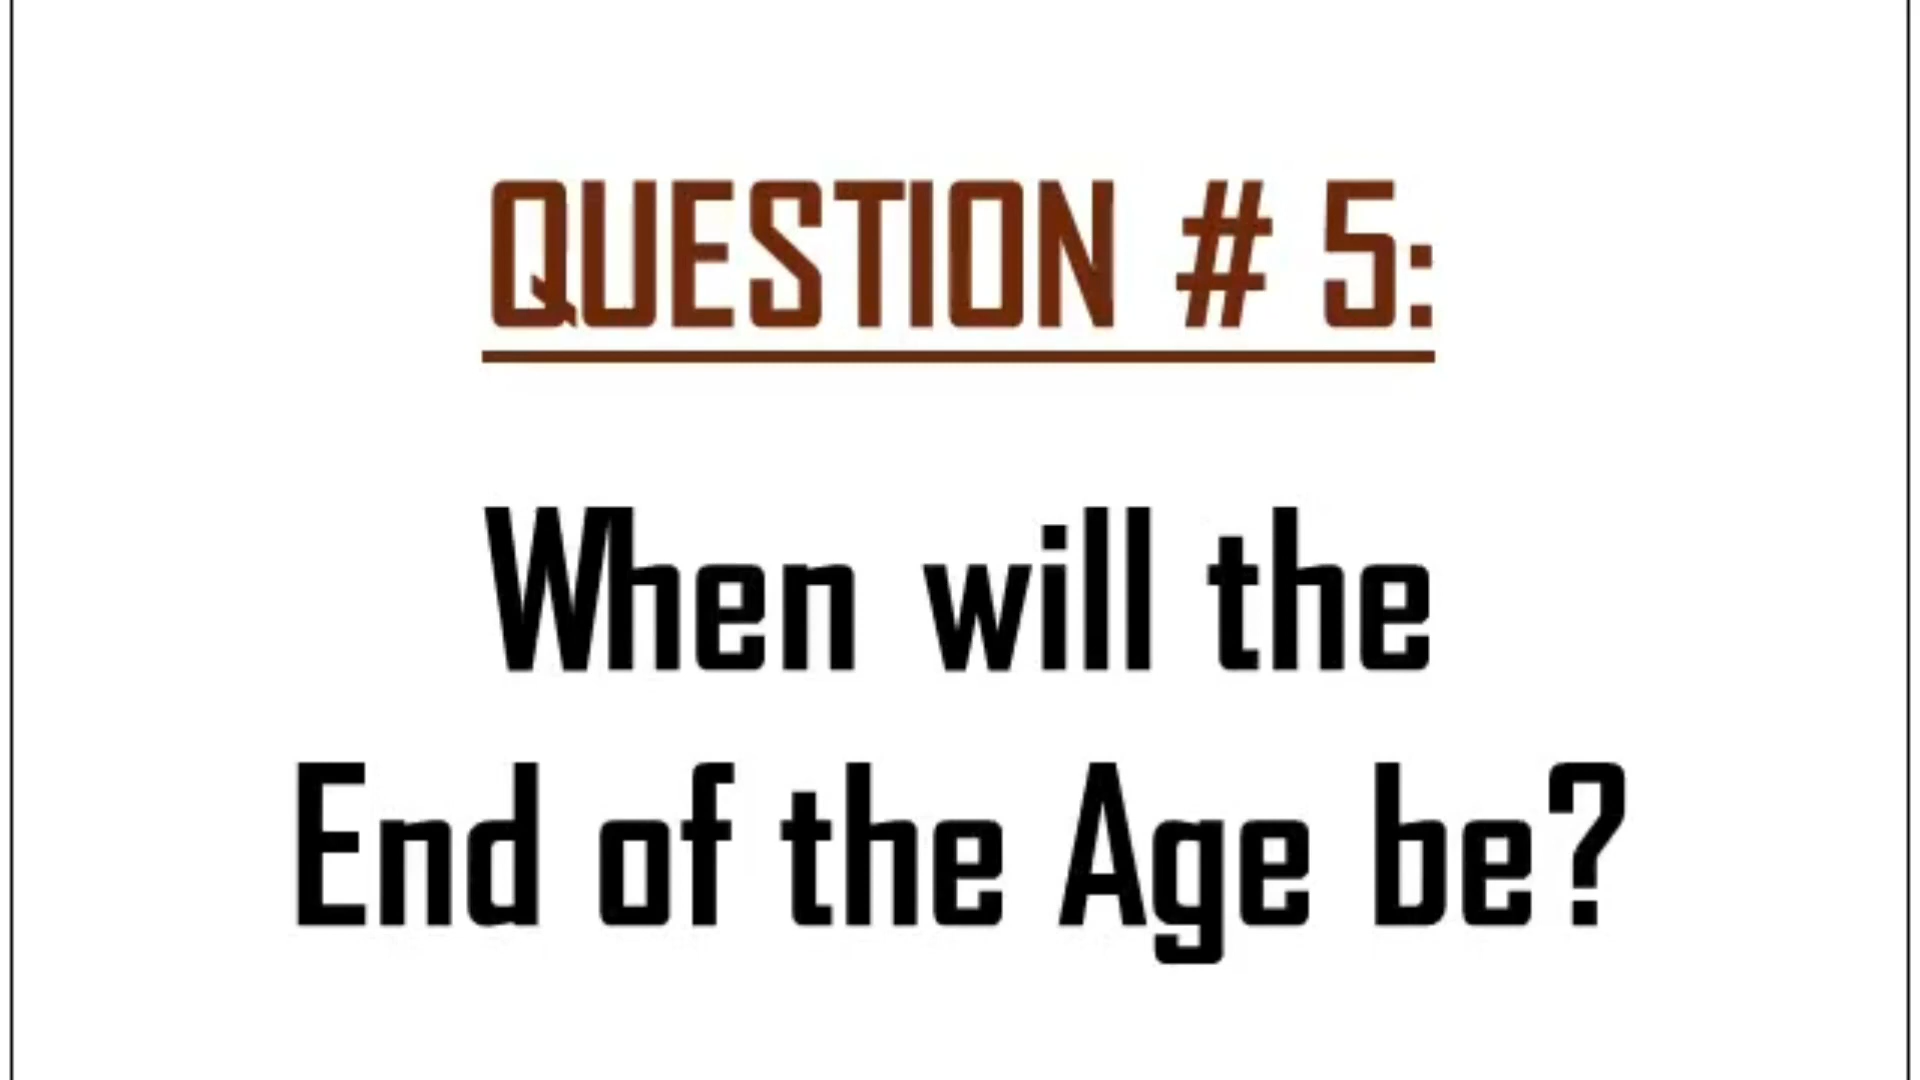 QUESTION # 5:
When will the
End of the Age be?